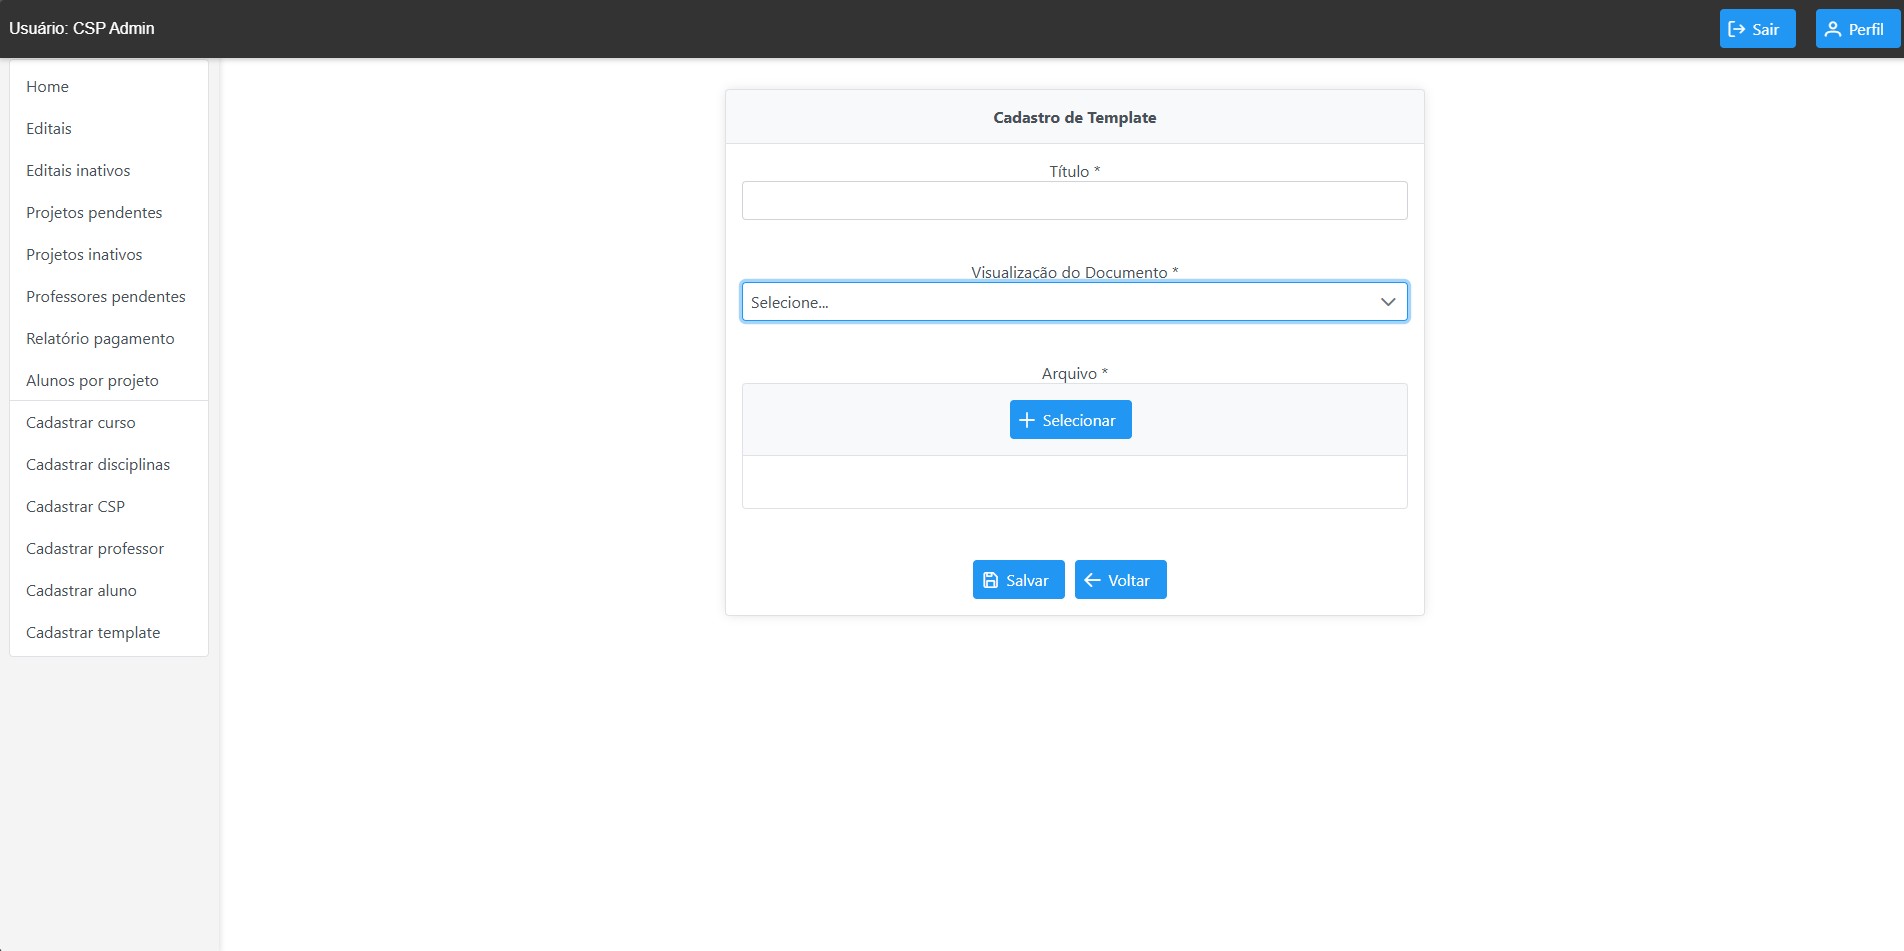 Usuário: CSP Admin
Sair
Perfil
Home
Editais
Editais inativos
Projetos pendentes
Projetos inativos
Professores pendentes
Relatório pagamento
Alunos por projeto
Cadastrar curso
Cadastrar disciplinas
Cadastrar CSP
Cadastrar professor
Cadastrar aluno
Cadastrar template
Cadastro de Template
Título *
Visualização do Documento *
Selecione...
Arquivo *
Selecionar
Salvar
Voltar